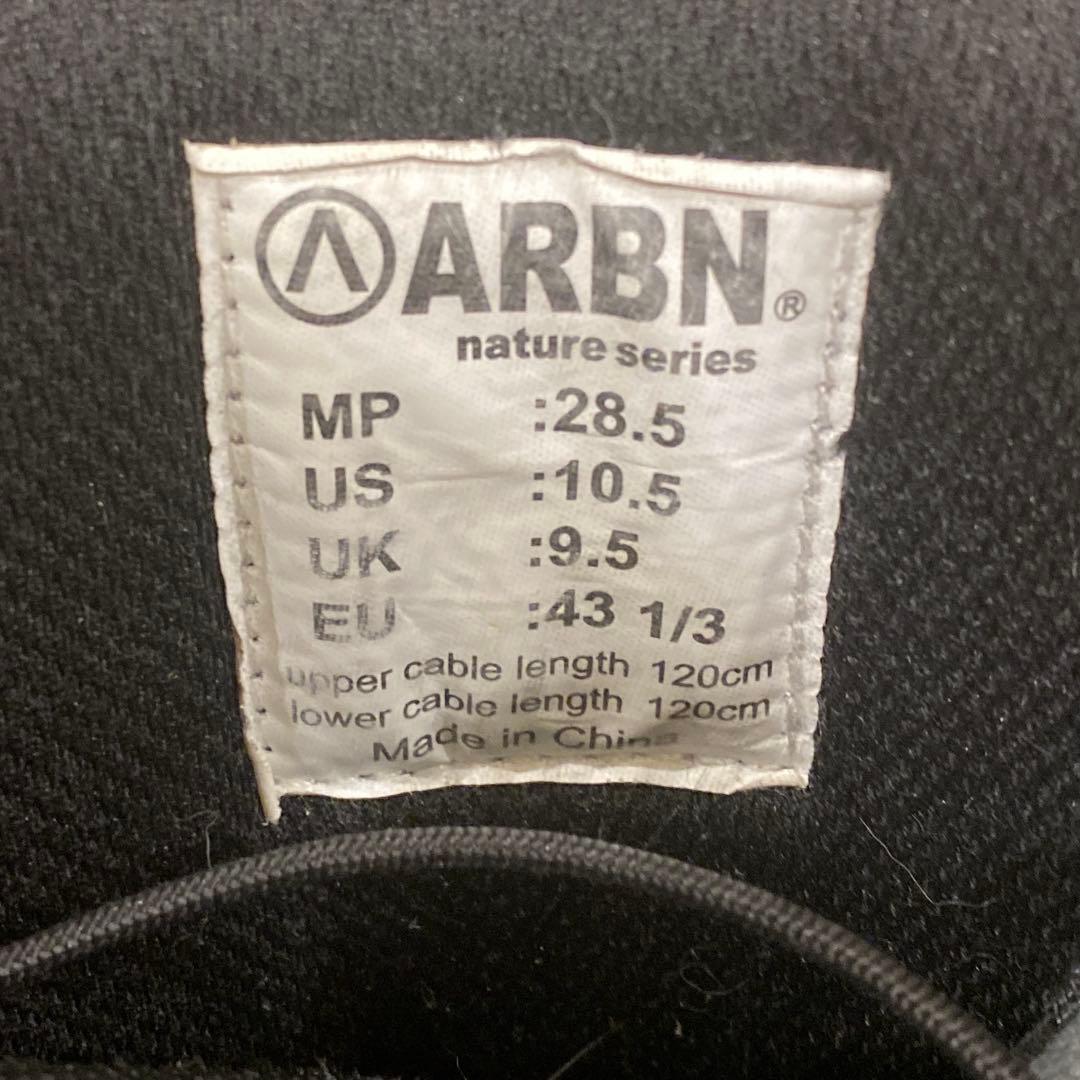 ARBN®
nature series
MP :28.5
US :10.5
UK :9.5
EU :43 1/3
upper cable length 120cm
lower cable length 120cm
Made in China